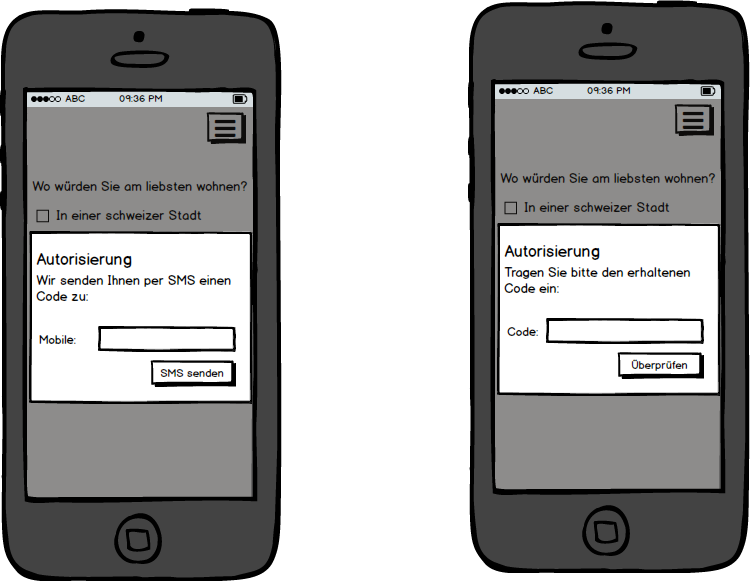 ABC 09:36 PM
Wo würden Sie am liebsten wohnen?
In einer schweizer Stadt
Autorisierung
Wir senden Ihnen per SMS einen
Code zu:
Mobile:
SMS senden
ABC 09:36 PM
Wo würden Sie am liebsten wohnen?
In einer schweizer Stadt
Autorisierung
Tragen Sie bitte den erhaltenen
Code ein:
Code:
Überprüfen